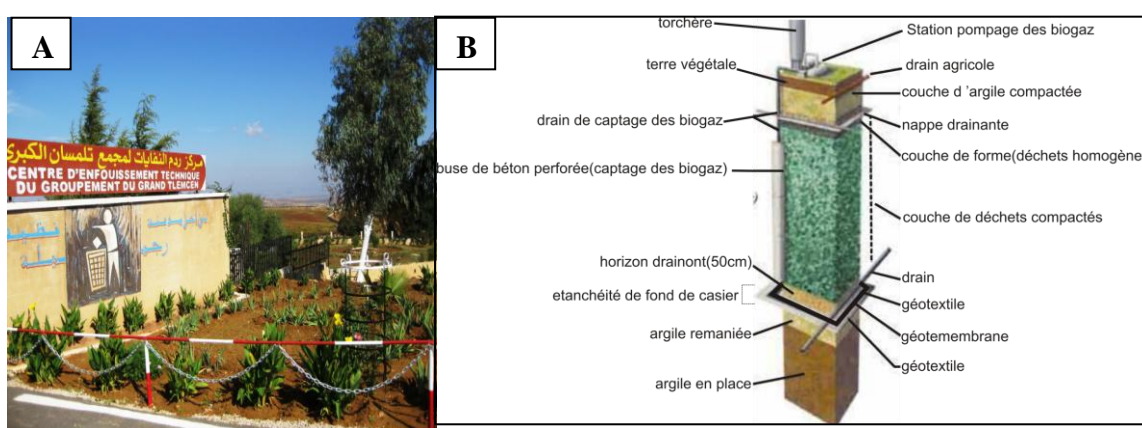 A
مركز ردم النفايات لمجمع تلمسان الكبرى
CENTRE D'ENFOUISSEMENT TECHNIQUE
DU GROUPEMENT DU GRAND TLEMCEN
B
torchère
Station pompage des biogaz
terre végétale
drain agricole
couche d 'argile compactée
drain de captage des biogaz
nappe drainante
couche de forme(déchets homogène
buse de béton perforée(captage des biogaz)
couche de déchets compactés
horizon drainont(50cm)
drain
etanchéité de fond de casier
géotextile
argile remaniée
géotemembrane
géotextile
argile en place